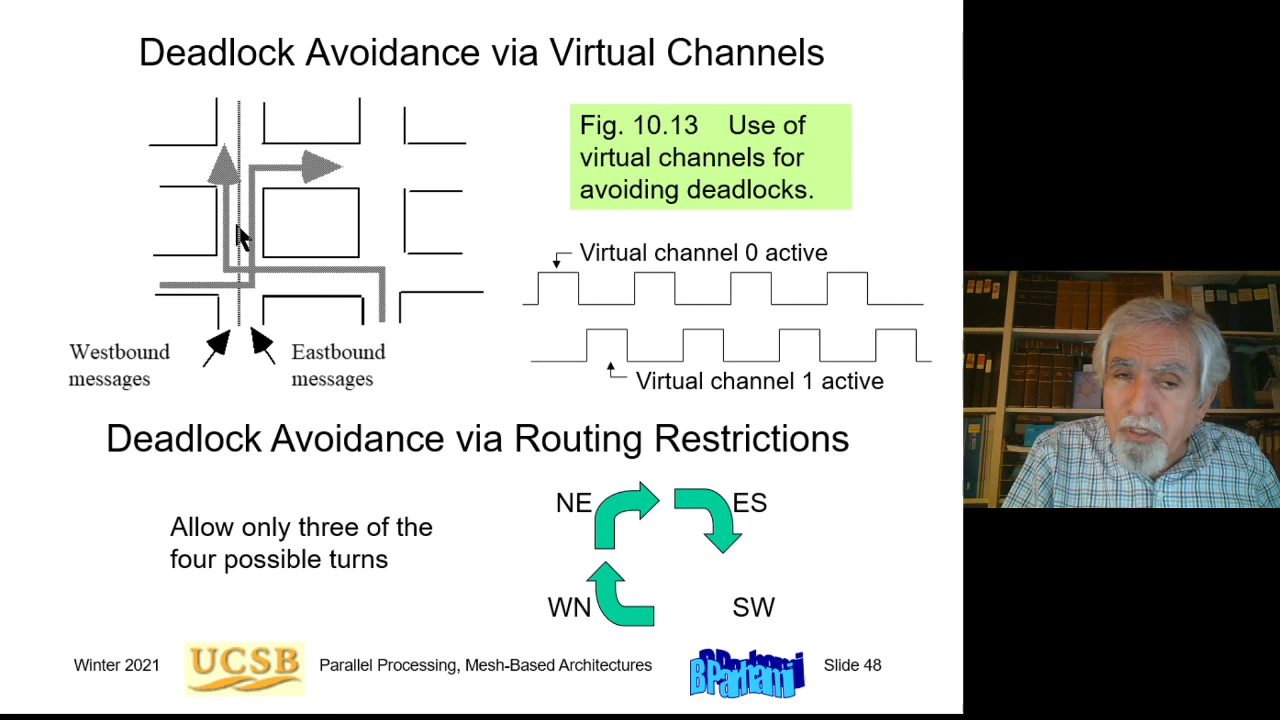 Deadlock Avoidance via Virtual Channels
Fig. 10.13 Use of
virtual channels for
avoiding deadlocks.
Virtual channel 0 active
Virtual channel 1 active
Westbound
messages
Eastbound
messages
Deadlock Avoidance via Routing Restrictions
Allow only three of the
four possible turns
NE
ES
WN
SW
Winter 2021
UCSB
Parallel Processing, Mesh-Based Architectures
B Parhami
Slide 48